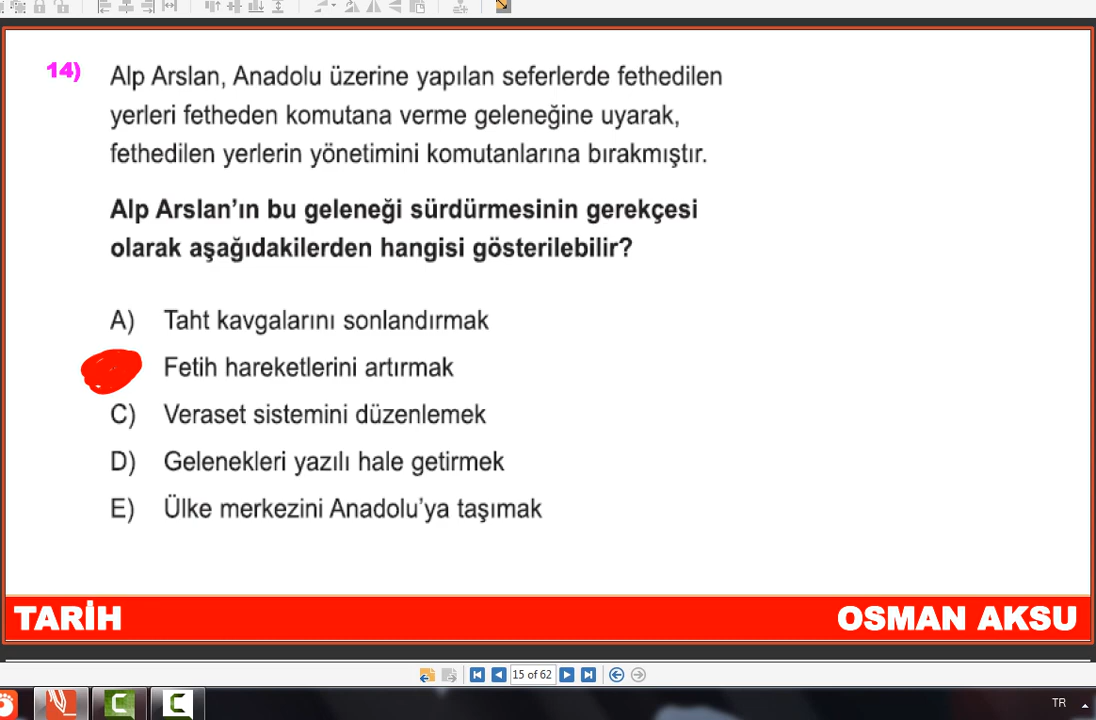 14)
Alp Arslan, Anadolu üzerine yapılan seferlerde fethedilen
yerleri fetheden komutana verme geleneğine uyarak,
fethedilen yerlerin yönetimini komutanlarına bırakmıştır.
Alp Arslan’ın bu geleneği sürdürmesinin gerekçesi
olarak aşağıdakilerden hangisi gösterilebilir?
A) Taht kavgalarını sonlandırmak
Fetih hareketlerini artırmak
C) Veraset sistemini düzenlemek
D) Gelenekleri yazılı hale getirmek
E) Ülke merkezini Anadolu’ya taşımak
TARİH
OSMAN AKSU
15 of 62
TR